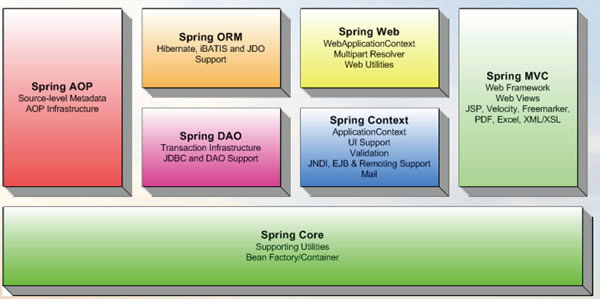 Spring AOP
Source-level Metadata
AOP Infrastructure
Spring ORM
Hibernate, iBATIS and JDO
Support
Spring DAO
Transaction Infrastructure
JDBC and DAO Support
Spring Web
WebApplicationContext
Multipart Resolver
Web Utilities
Spring Context
ApplicationContext
UI Support
Validation
JNDI, EJB & Remoting Support
Mail
Spring MVC
Web Framework
Web Views
JSP, Velocity, Freemarker,
PDF, Excel, XML/XSL
Spring Core
Supporting Utilities
Bean Factory/Container